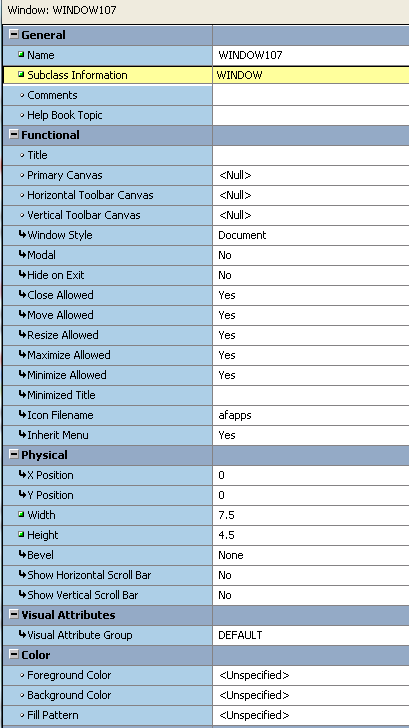 Window: WINDOW107
General
Name WINDOW107
Subclass Information WINDOW
Comments
Help Book Topic
Functional
Title
Primary Canvas <Null>
Horizontal Toolbar Canvas <Null>
Vertical Toolbar Canvas <Null>
Window Style Document
Modal No
Hide on Exit No
Close Allowed Yes
Move Allowed Yes
Resize Allowed Yes
Maximize Allowed Yes
Minimize Allowed Yes
Minimized Title
Icon Filename afapps
Inherit Menu Yes
Physical
X Position 0
Y Position 0
Width 7.5
Height 4.5
Bevel None
Show Horizontal Scroll Bar No
Show Vertical Scroll Bar No
Visual Attributes
Visual Attribute Group DEFAULT
Color
Foreground Color <Unspecified>
Background Color <Unspecified>
Fill Pattern <Unspecified>